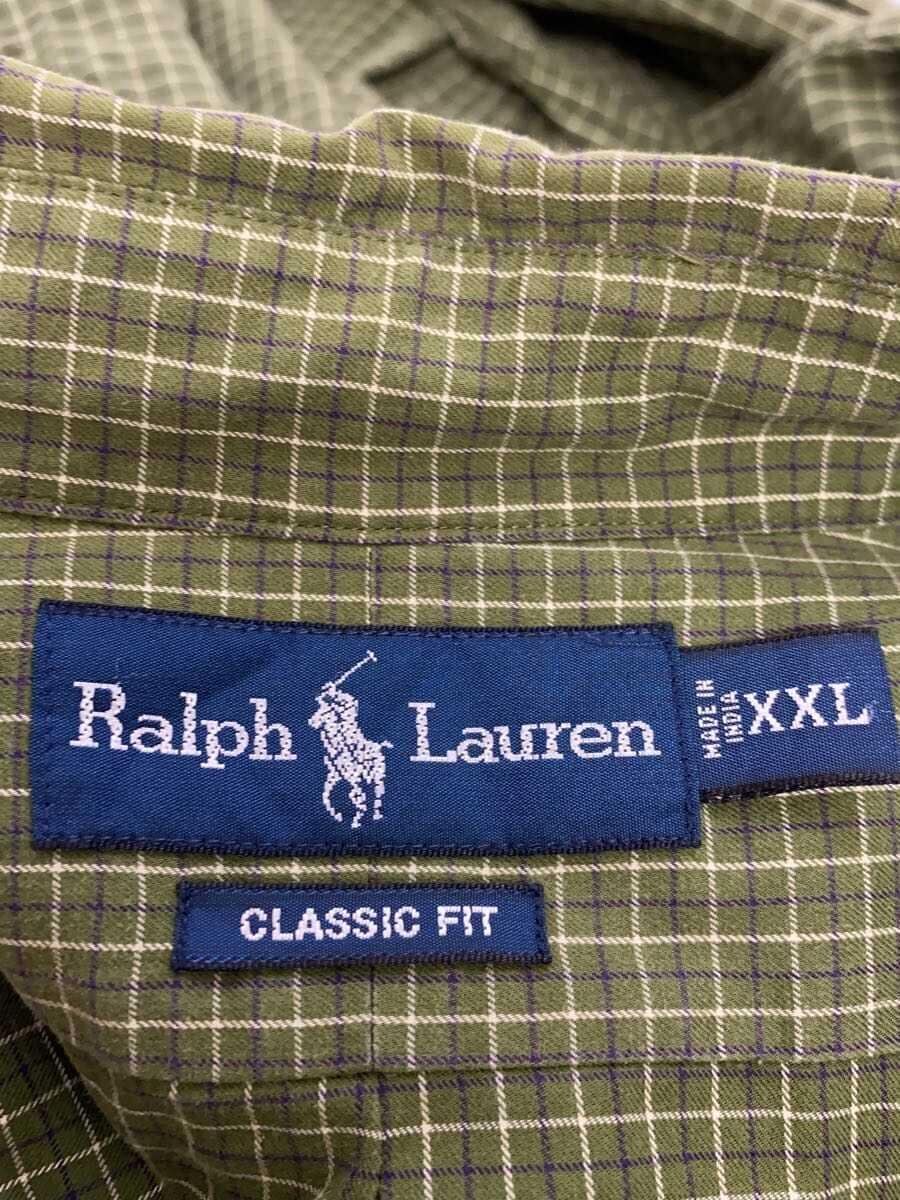 Ralph Lauren
MADE IN
INDIA
XXL
CLASSIC FIT